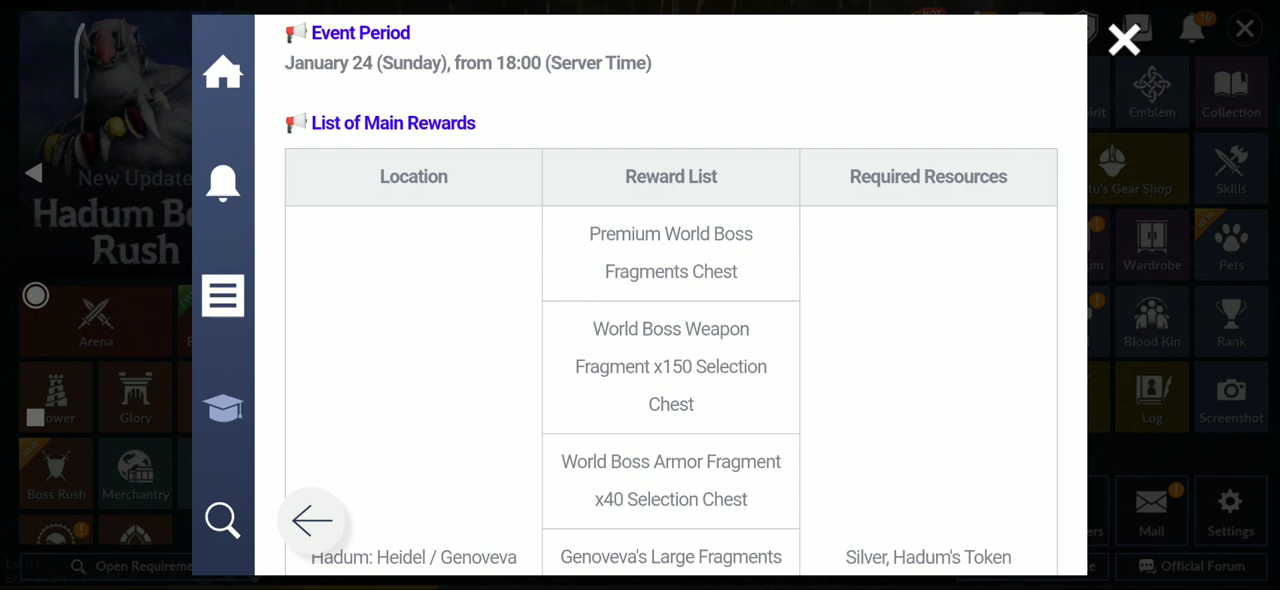 Event Period
January 24 (Sunday), from 18:00 (Server Time)
List of Main Rewards
Location
Reward List
Required Resources
Premium World Boss
Fragments Chest
World Boss Weapon
Fragment x150 Selection
Chest
World Boss Armor Fragment
x40 Selection Chest
Hadum: Heidel / Genoveva
Genoveva's Large Fragments
Silver, Hadum's Token
New Update
Hadum
Rush
Arena
Glory
Boss Rush
Merchantry
Open
HOT
16
Emblem
Collection
Gear Shop
Skills
Wardrobe
NEW
Pets
Blood Kin
Rank
Log
Screenshot
Mail
Settings
Official Forum